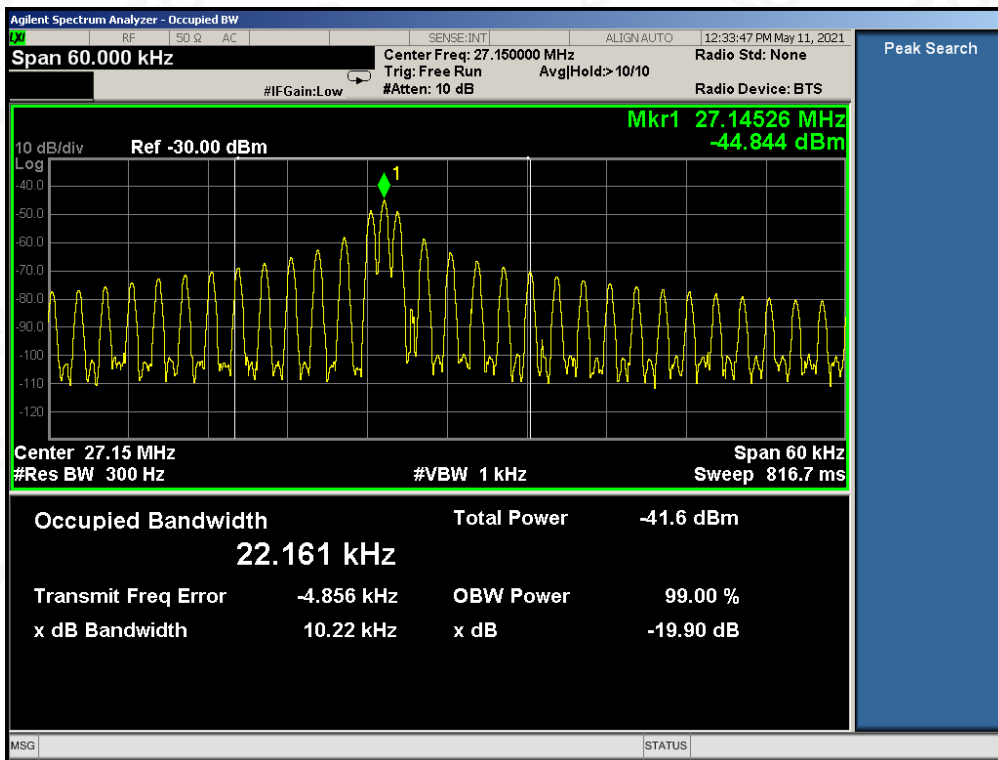 Agilent Spectrum Analyzer - Occupied BW
LXI RF 50 Ω AC SENSE:INT ALIGN AUTO 12:33:47 PM May 11, 2021
Span 60.000 kHz
Center Freq: 27.150000 MHz
Radio Std: None
Trig: Free Run Avg|Hold:>10/10
#IFGain:Low
#Atten: 10 dB
Radio Device: BTS
Peak Search
Mkr1 27.14526 MHz
-44.844 dBm
10 dB/div Ref -30.00 dBm
Log
1
-40.0
-50.0
-60.0
-70.0
-80.0
-90.0
-100
-110
-120
Center 27.15 MHz Span 60 kHz
#Res BW 300 Hz #VBW 1 kHz Sweep 816.7 ms
Occupied Bandwidth Total Power -41.6 dBm
22.161 kHz
Transmit Freq Error -4.856 kHz OBW Power 99.00 %
x dB Bandwidth 10.22 kHz x dB -19.90 dB
MSG STATUS